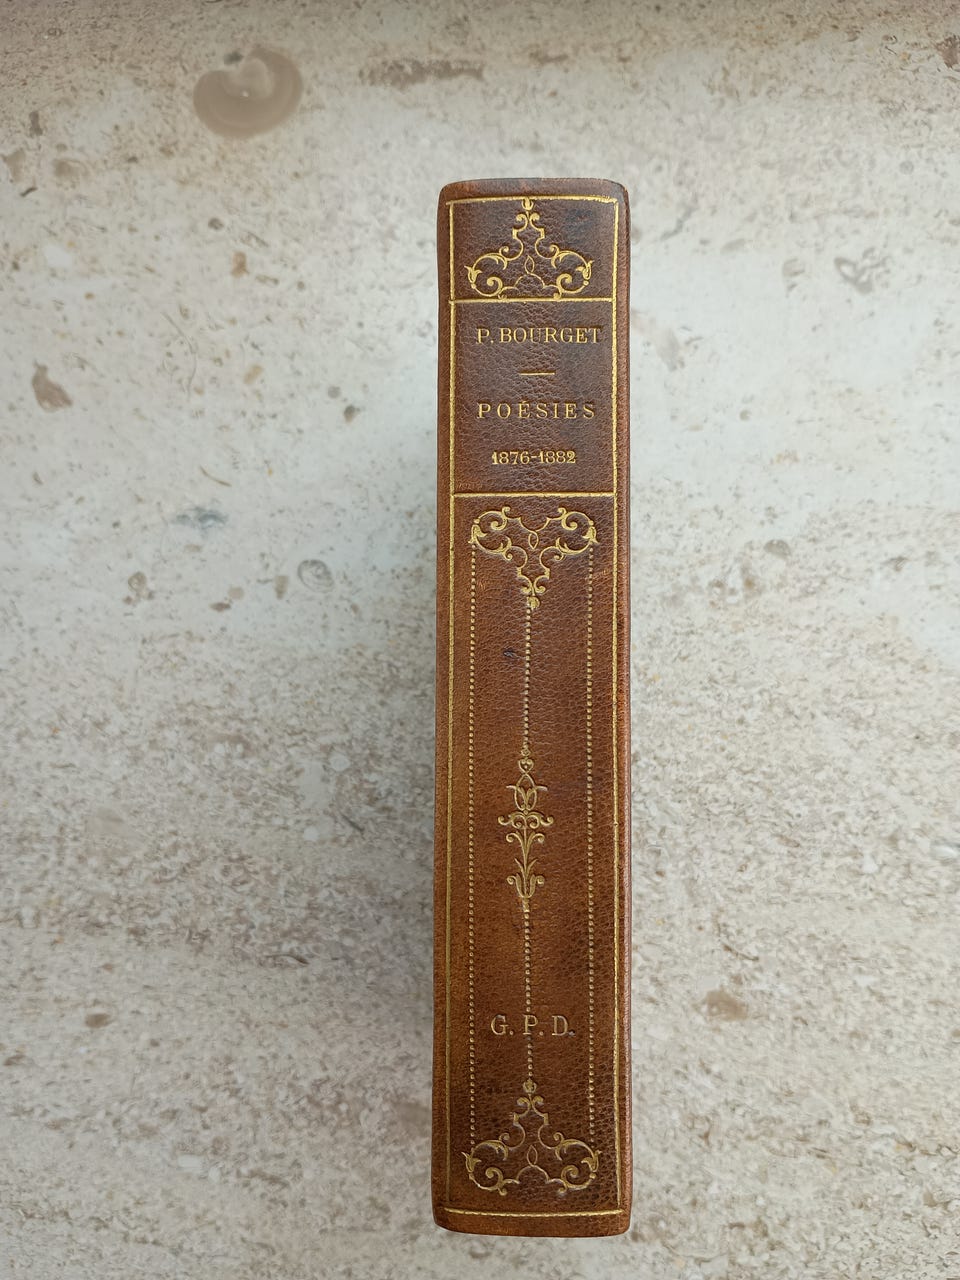 P. BOURGET
POÉSIES
1876-1882
G. P. D.